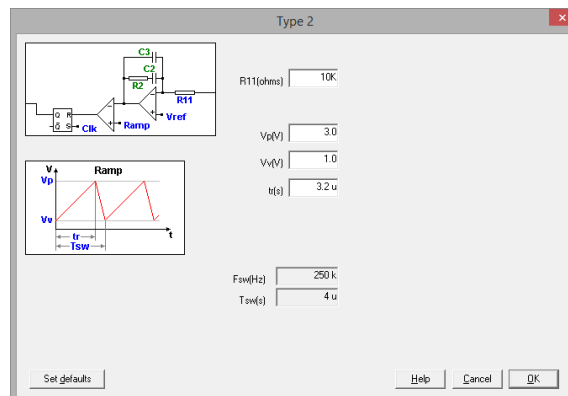 Type 2
C3
C2
R2
R11
Vref
Ramp
Clk
Q R
Q S
R11(ohms) 10K
Vp(V) 3.0
Vv(V) 1.0
tr(s) 3.2 u
V
Ramp
Vp
Vv
tr
Tsw
t
Fsw(Hz) 250 k
Tsw(s) 4 u
Set defaults
Help
Cancel
OK